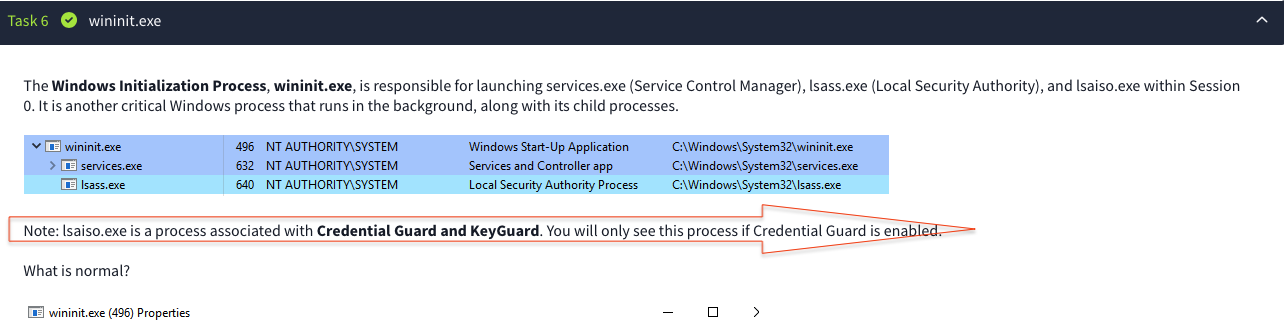 Task 6 wininit.exe
The Windows Initialization Process, wininit.exe, is responsible for launching services.exe (Service Control Manager), lsass.exe (Local Security Authority), and lsaiso.exe within Session
0. It is another critical Windows process that runs in the background, along with its child processes.
wininit.exe 496 NT AUTHORITY\SYSTEM Windows Start-Up Application C:\Windows\System32\wininit.exe
services.exe 632 NT AUTHORITY\SYSTEM Services and Controller app C:\Windows\System32\services.exe
lsass.exe 640 NT AUTHORITY\SYSTEM Local Security Authority Process C:\Windows\System32\lsass.exe
Note: lsaiso.exe is a process associated with Credential Guard and KeyGuard. You will only see this process if Credential Guard is enabled.
What is normal?
wininit.exe (496) Properties